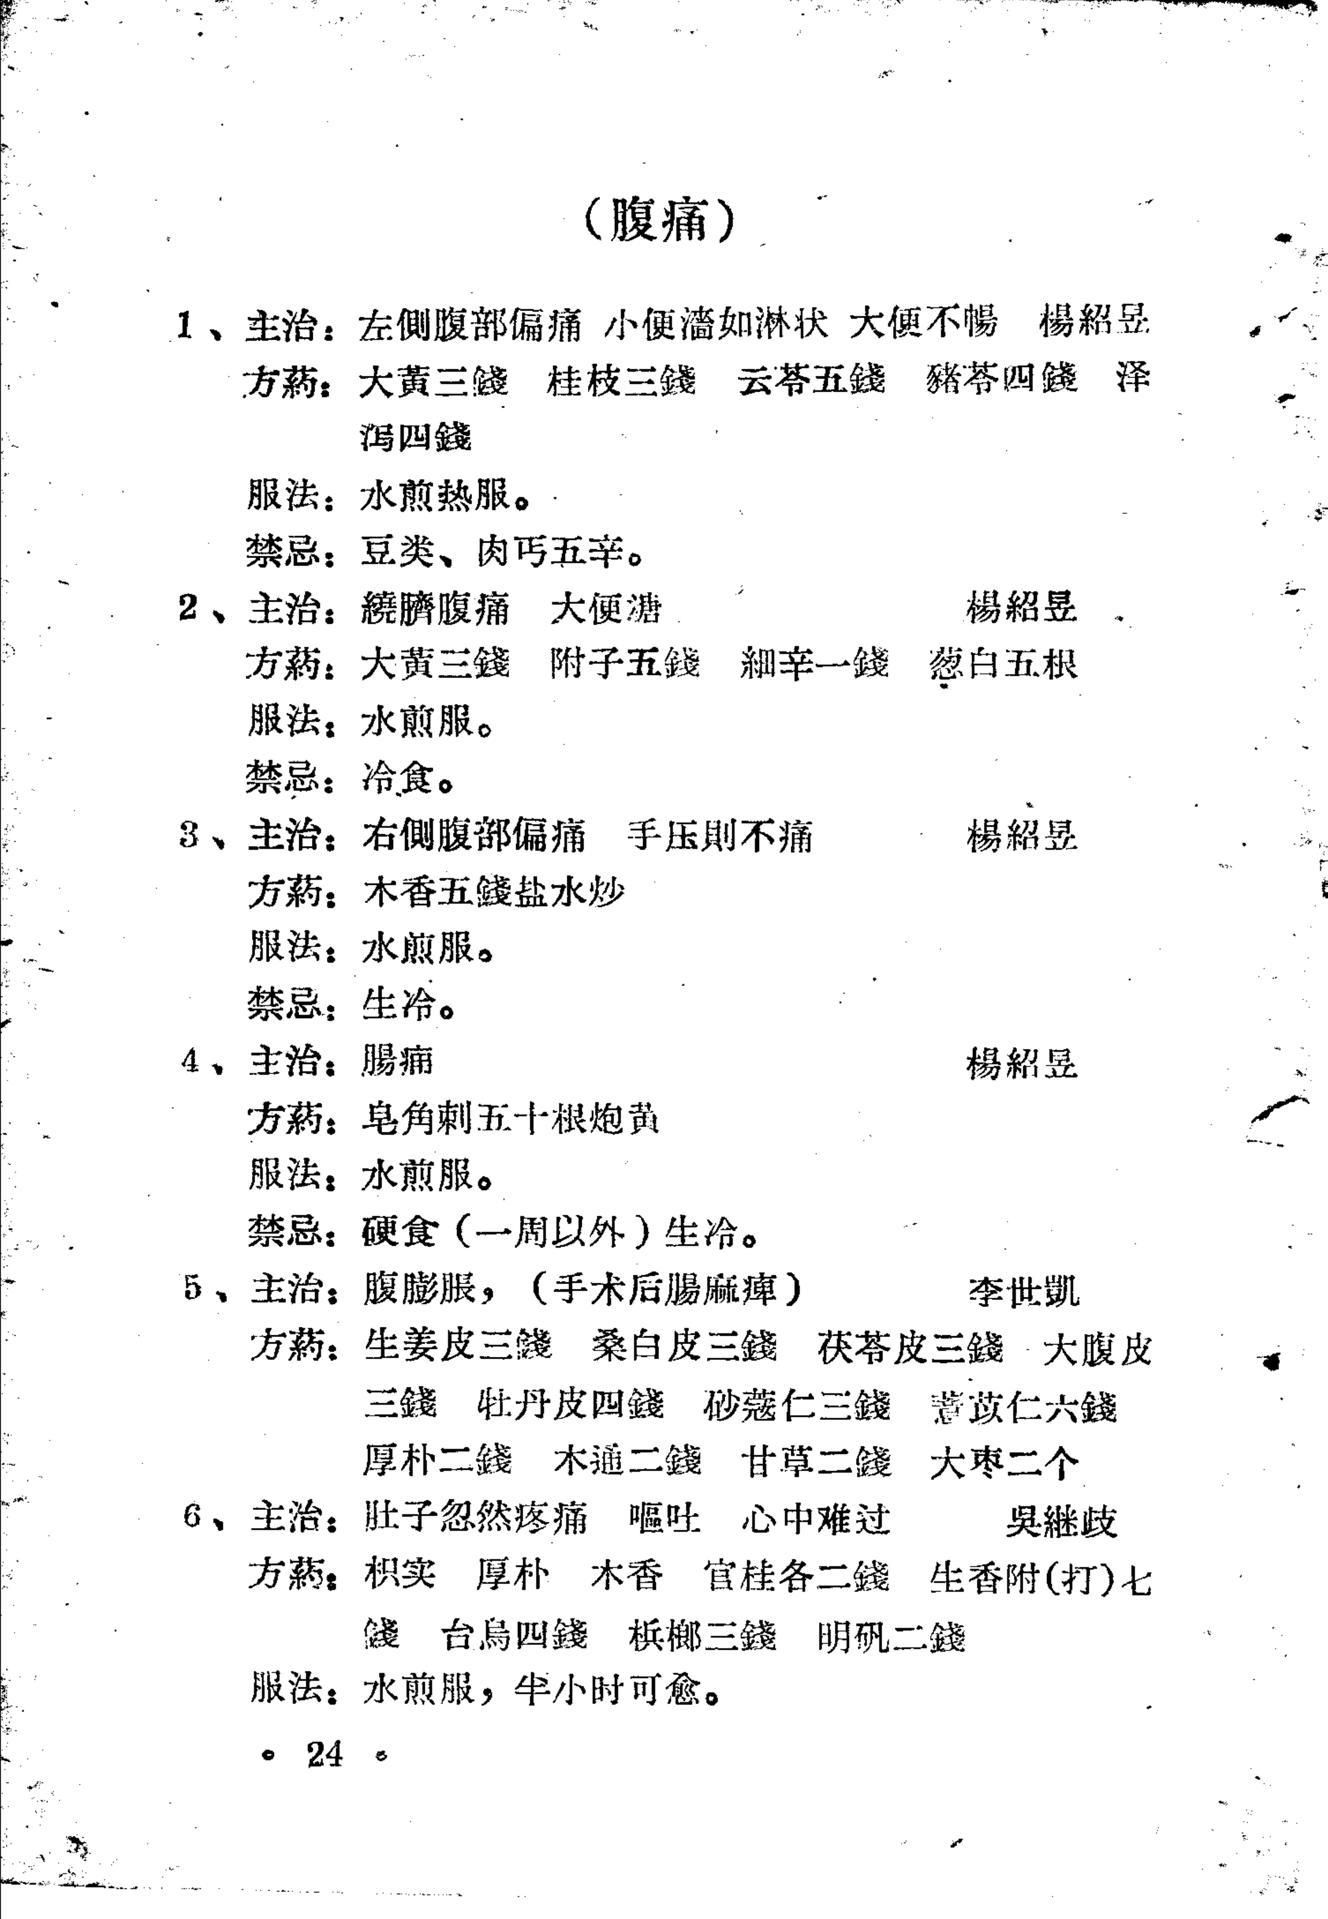 （腹痛）
1、主治：左侧腹部偏痛 小便濇如淋状 大便不暢 楊紹昱
方葯：大黃三錢 桂枝三錢 云苓五錢 豬苓四錢 泽
泻四錢
服法：水煎热服。
禁忌：豆类、肉丐五辛。
2、主治：繞臍腹痛 大便溏 楊紹昱
方葯：大黃三錢 附子五錢 細辛一錢 葱白五根
服法：水煎服。
禁忌：冷食。
3、主治：右侧腹部偏痛 手压則不痛 楊紹昱
方葯：木香五錢盐水炒
服法：水煎服。
禁忌：生冷。
4、主治：腸痈 楊紹昱
方葯：皂角刺五十根炮黄
服法：水煎服。
禁忌：硬食（一周以外）生冷。
5、主治：腹膨脹，（手术后腸麻痺） 李世凱
方葯：生姜皮三錢 桑白皮三錢 茯苓皮三錢 大腹皮
三錢 牡丹皮四錢 砂蔻仁三錢 薏苡仁六錢
厚朴二錢 木通二錢 甘草二錢 大枣二个
6、主治：肚子忽然疼痛 嘔吐 心中难过 吳継歧
方葯：枳实 厚朴 木香 官桂各二錢 生香附（打）七
錢 台烏四錢 梹榔三錢 明矾二錢
服法：水煎服，半小时可愈。
• 24 •